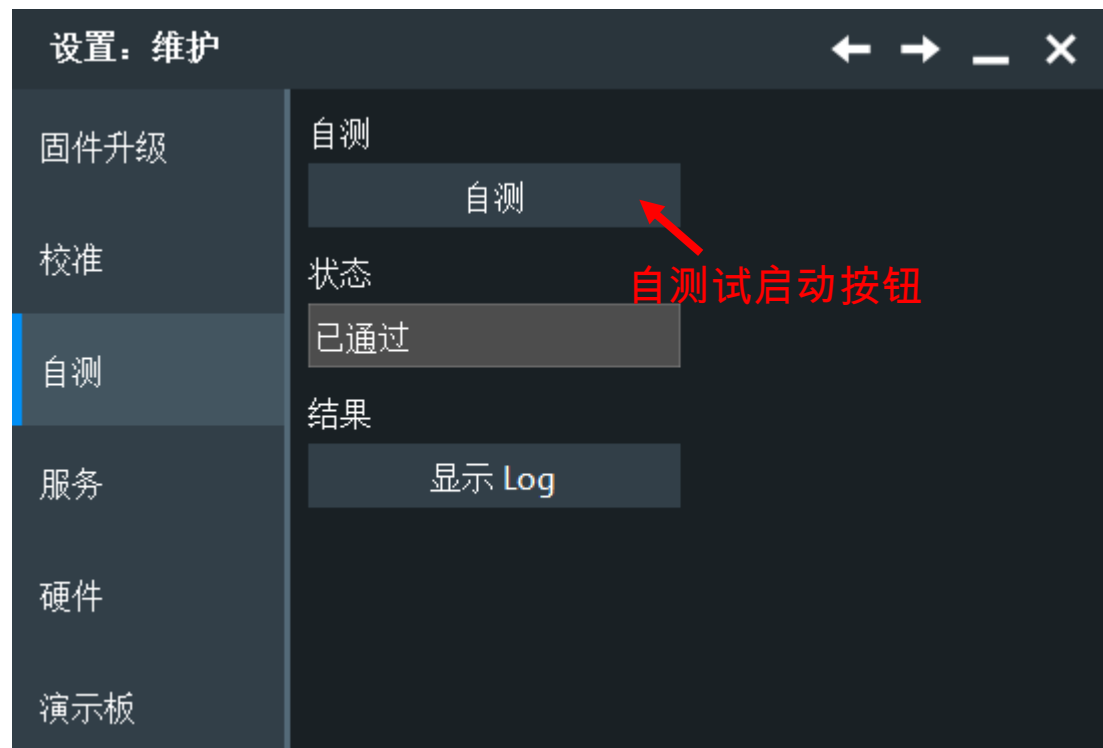 设置：维护
固件升级
校准
自测
服务
硬件
演示板
自测
自测
自测试启动按钮
状态
已通过
结果
显示 Log